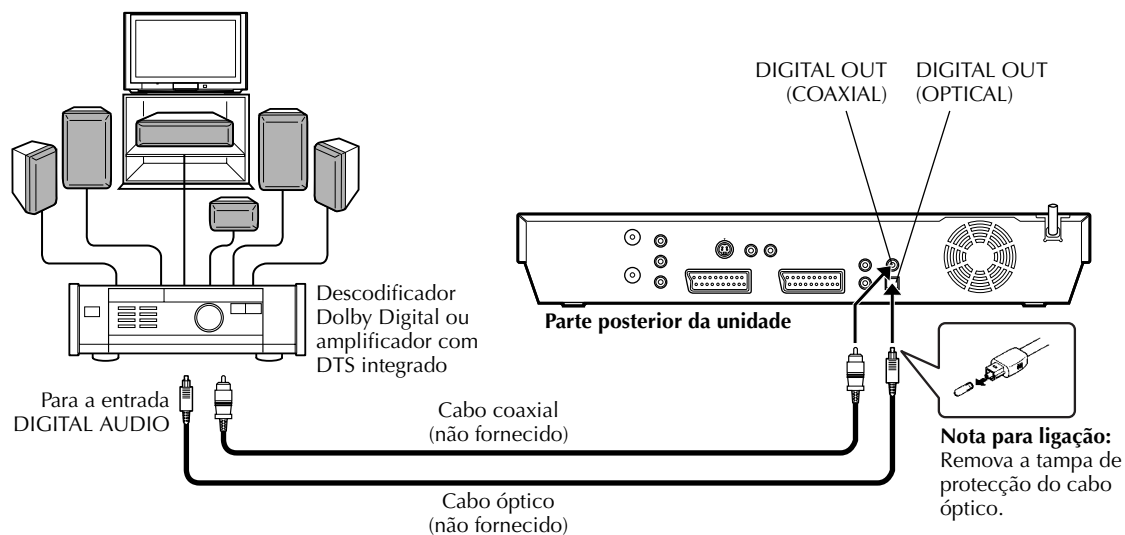 DIGITAL OUT
(COAXIAL)
DIGITAL OUT
(OPTICAL)
Descodificador
Dolby Digital ou
amplificador com
DTS integrado
Parte posterior da unidade
Para a entrada
DIGITAL AUDIO
Cabo coaxial
(não fornecido)
Cabo óptico
(não fornecido)
Nota para ligação:
Remova a tampa de
protecção do cabo
óptico.